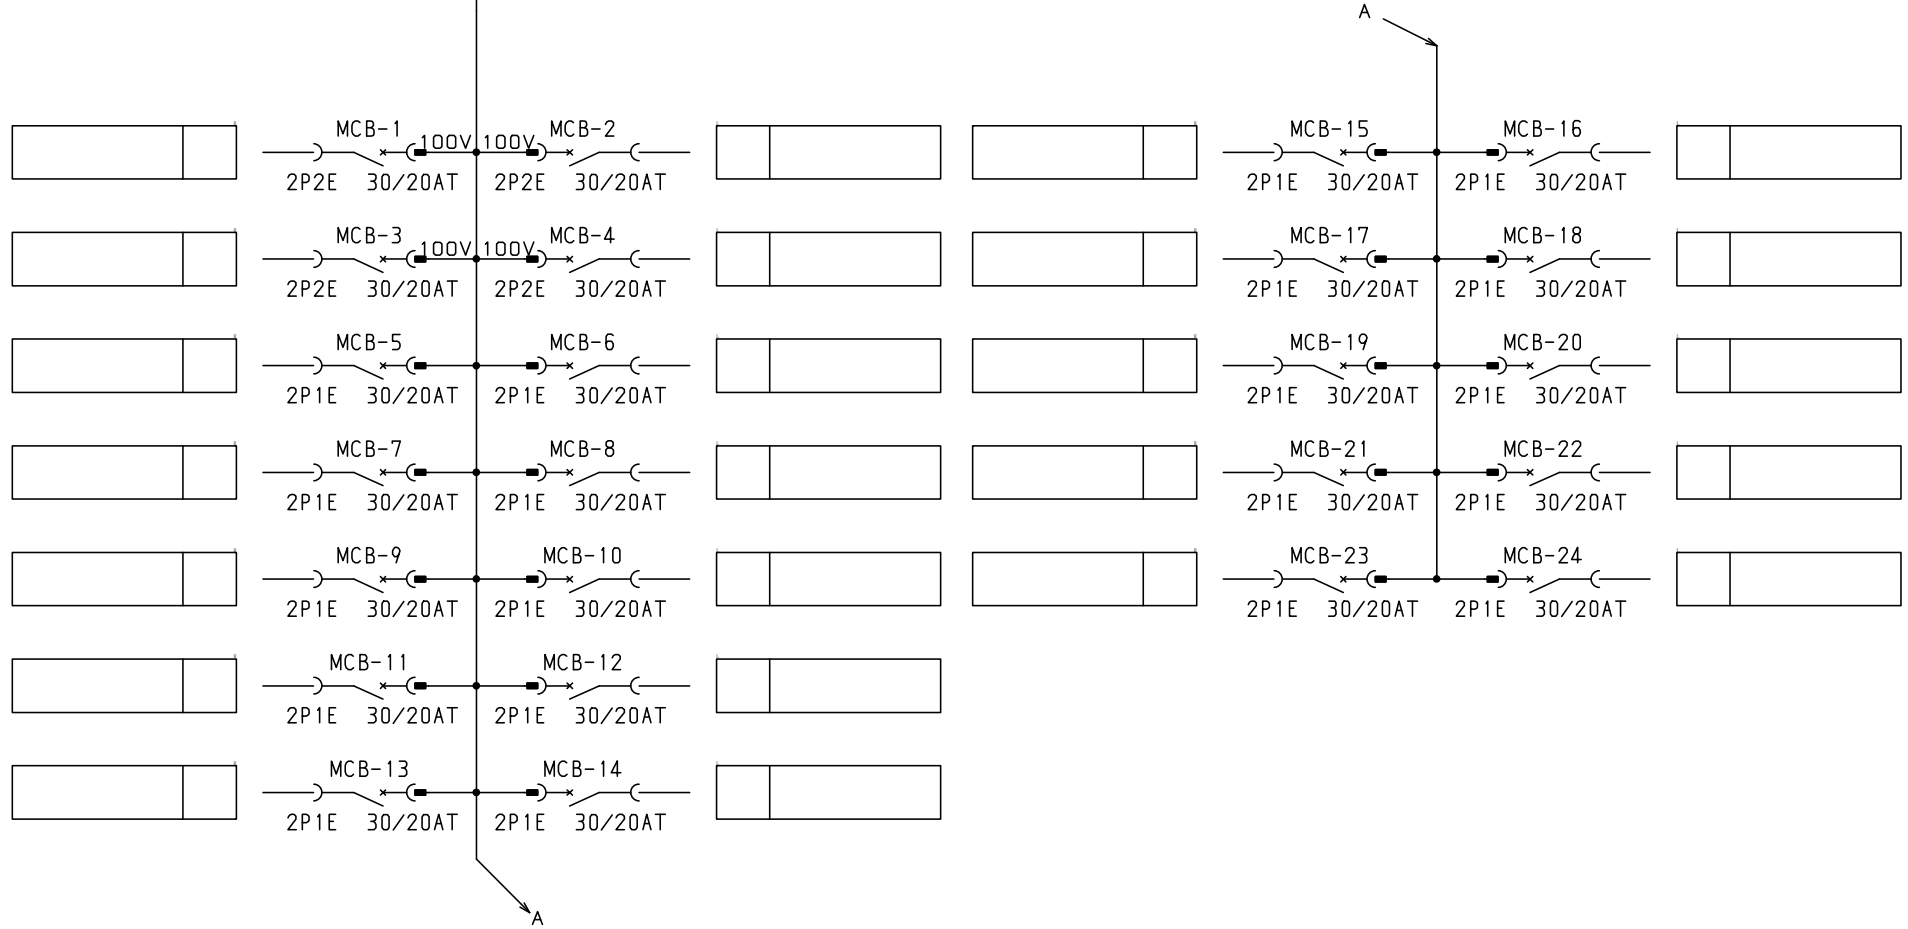 A
MCB-1 100V 100V MCB-2
2P2E 30/20AT 2P2E 30/20AT
MCB-3 100V 100V MCB-4
2P2E 30/20AT 2P2E 30/20AT
MCB-5 MCB-6
2P1E 30/20AT 2P1E 30/20AT
MCB-7 MCB-8
2P1E 30/20AT 2P1E 30/20AT
MCB-9 MCB-10
2P1E 30/20AT 2P1E 30/20AT
MCB-11 MCB-12
2P1E 30/20AT 2P1E 30/20AT
MCB-13 MCB-14
2P1E 30/20AT 2P1E 30/20AT
A
MCB-15 MCB-16
2P1E 30/20AT 2P1E 30/20AT
MCB-17 MCB-18
2P1E 30/20AT 2P1E 30/20AT
MCB-19 MCB-20
2P1E 30/20AT 2P1E 30/20AT
MCB-21 MCB-22
2P1E 30/20AT 2P1E 30/20AT
MCB-23 MCB-24
2P1E 30/20AT 2P1E 30/20AT